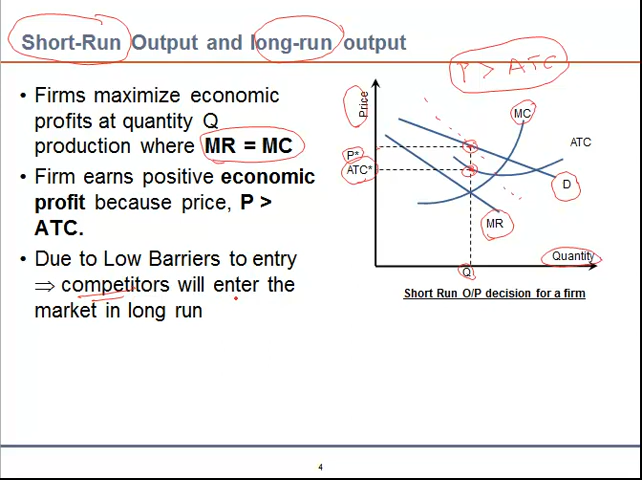 Short-Run Output and long-run output
P > ATC
• Firms maximize economic
profits at quantity Q
production where MR = MC
• Firm earns positive economic
profit because price, P >
ATC.
• Due to Low Barriers to entry
⇒ competitors will enter the
market in long run
Price
MC
ATC
P*
ATC*
D
MR
Quantity
Q
Short Run O/P decision for a firm
4